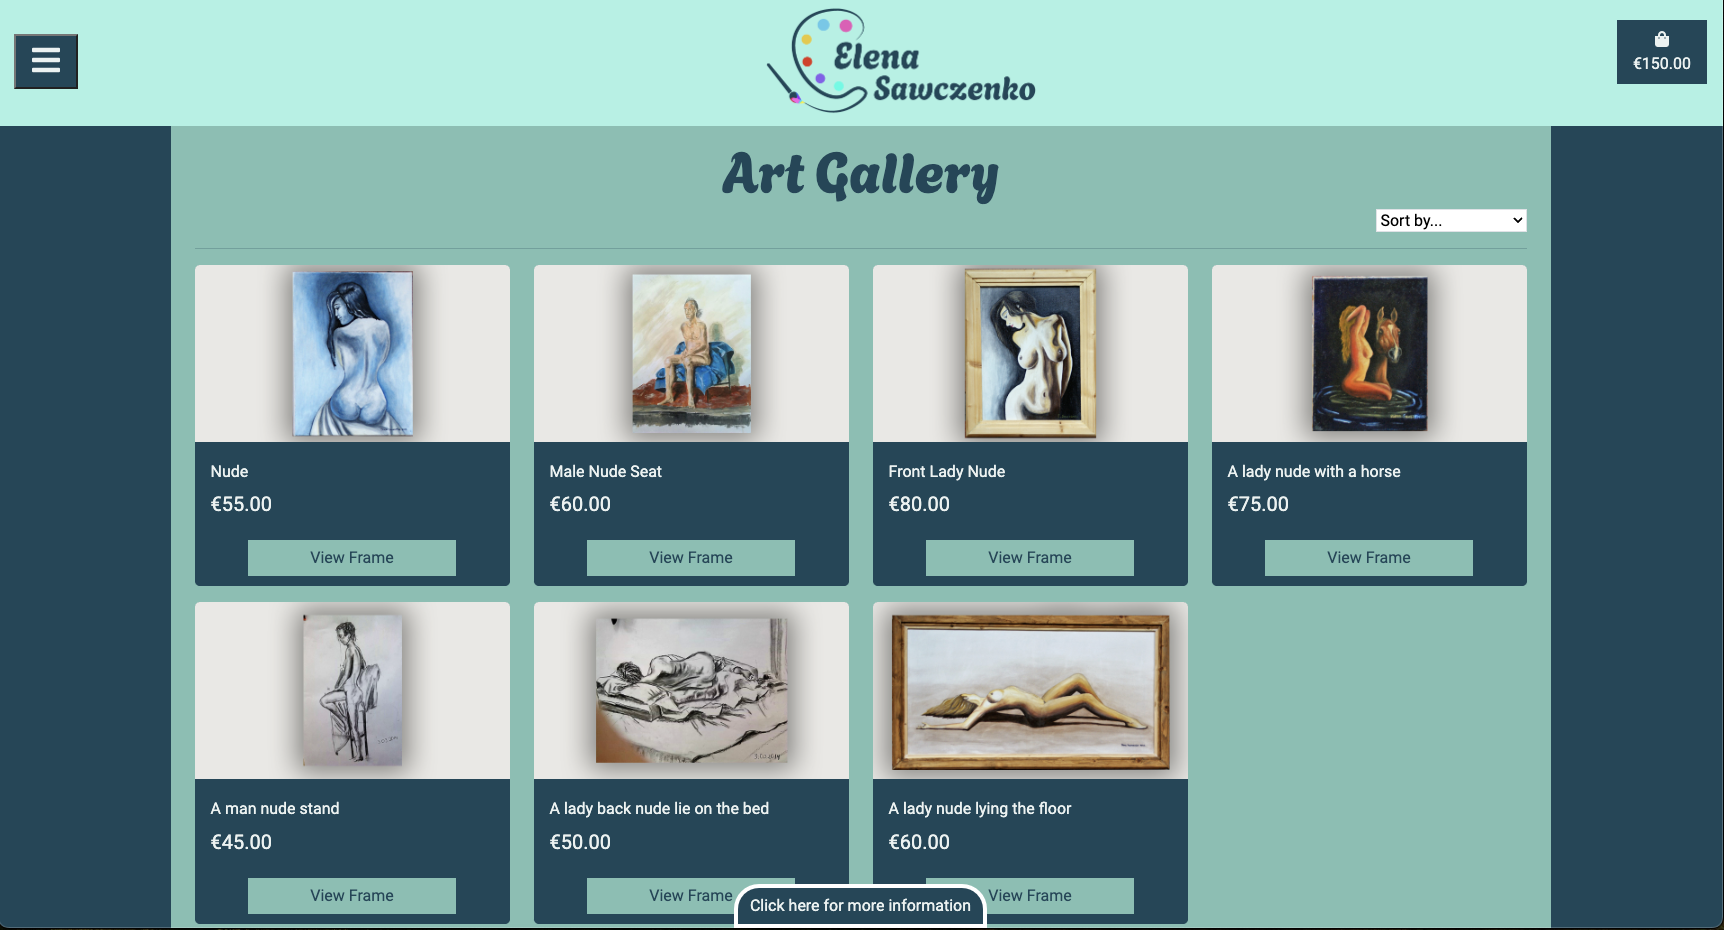 Elena
Sawczenko
€150.00
Art Gallery
Sort by...
Nude
€55.00
View Frame
Male Nude Seat
€60.00
View Frame
Front Lady Nude
€80.00
View Frame
A lady nude with a horse
€75.00
View Frame
A man nude stand
€45.00
View Frame
A lady back nude lie on the bed
€50.00
View Frame
A lady nude lying the floor
€60.00
View Frame
Click here for more information